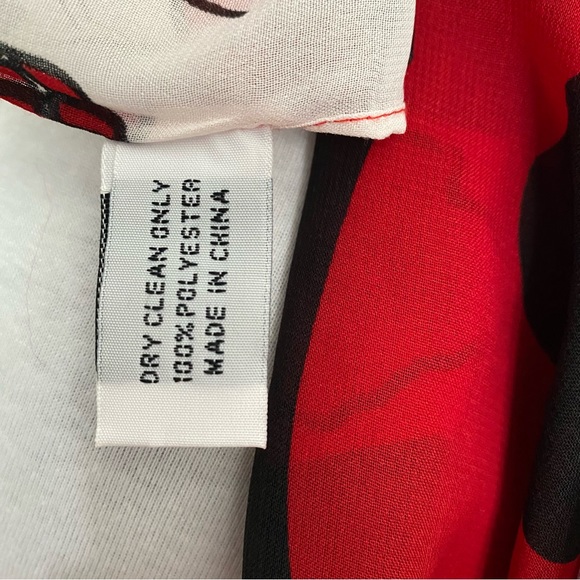 DRY CLEAN ONLY
100% POLYESTER
MADE IN CHINA